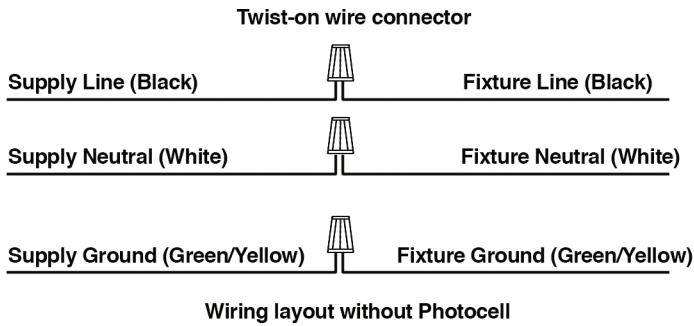 Twist-on wire connector
Supply Line (Black) Fixture Line (Black)
Supply Neutral (White) Fixture Neutral (White)
Supply Ground (Green/Yellow) Fixture Ground (Green/Yellow)
Wiring layout without Photocell